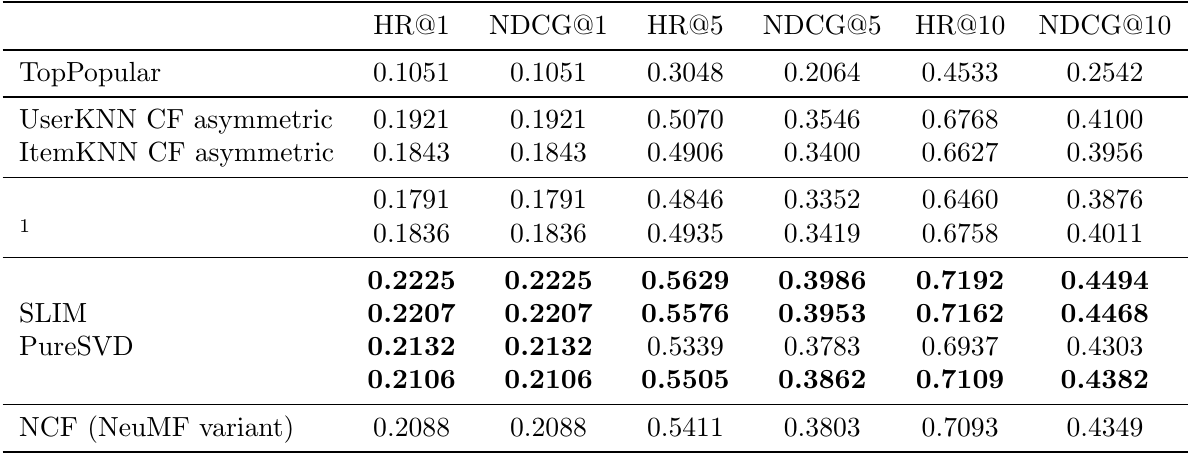 HR@1 NDCG@1 HR@5 NDCG@5 HR@10 NDCG@10
TopPopular 0.1051 0.1051 0.3048 0.2064 0.4533 0.2542
UserKNN CF asymmetric 0.1921 0.1921 0.5070 0.3546 0.6768 0.4100
ItemKNN CF asymmetric 0.1843 0.1843 0.4906 0.3400 0.6627 0.3956
0.1791 0.1791 0.4846 0.3352 0.6460 0.3876
1 0.1836 0.1836 0.4935 0.3419 0.6758 0.4011
0.2225 0.2225 0.5629 0.3986 0.7192 0.4494
SLIM 0.2207 0.2207 0.5576 0.3953 0.7162 0.4468
PureSVD 0.2132 0.2132 0.5339 0.3783 0.6937 0.4303
0.2106 0.2106 0.5505 0.3862 0.7109 0.4382
NCF (NeuMF variant) 0.2088 0.2088 0.5411 0.3803 0.7093 0.4349